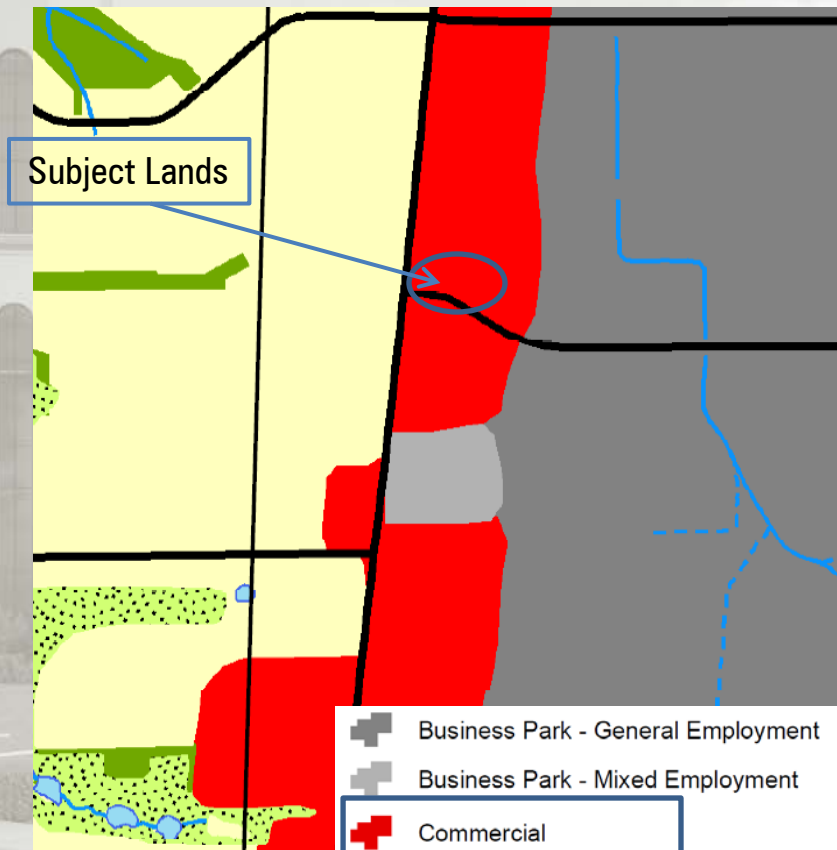 Subject Lands
Business Park - General Employment
Business Park - Mixed Employment
Commercial